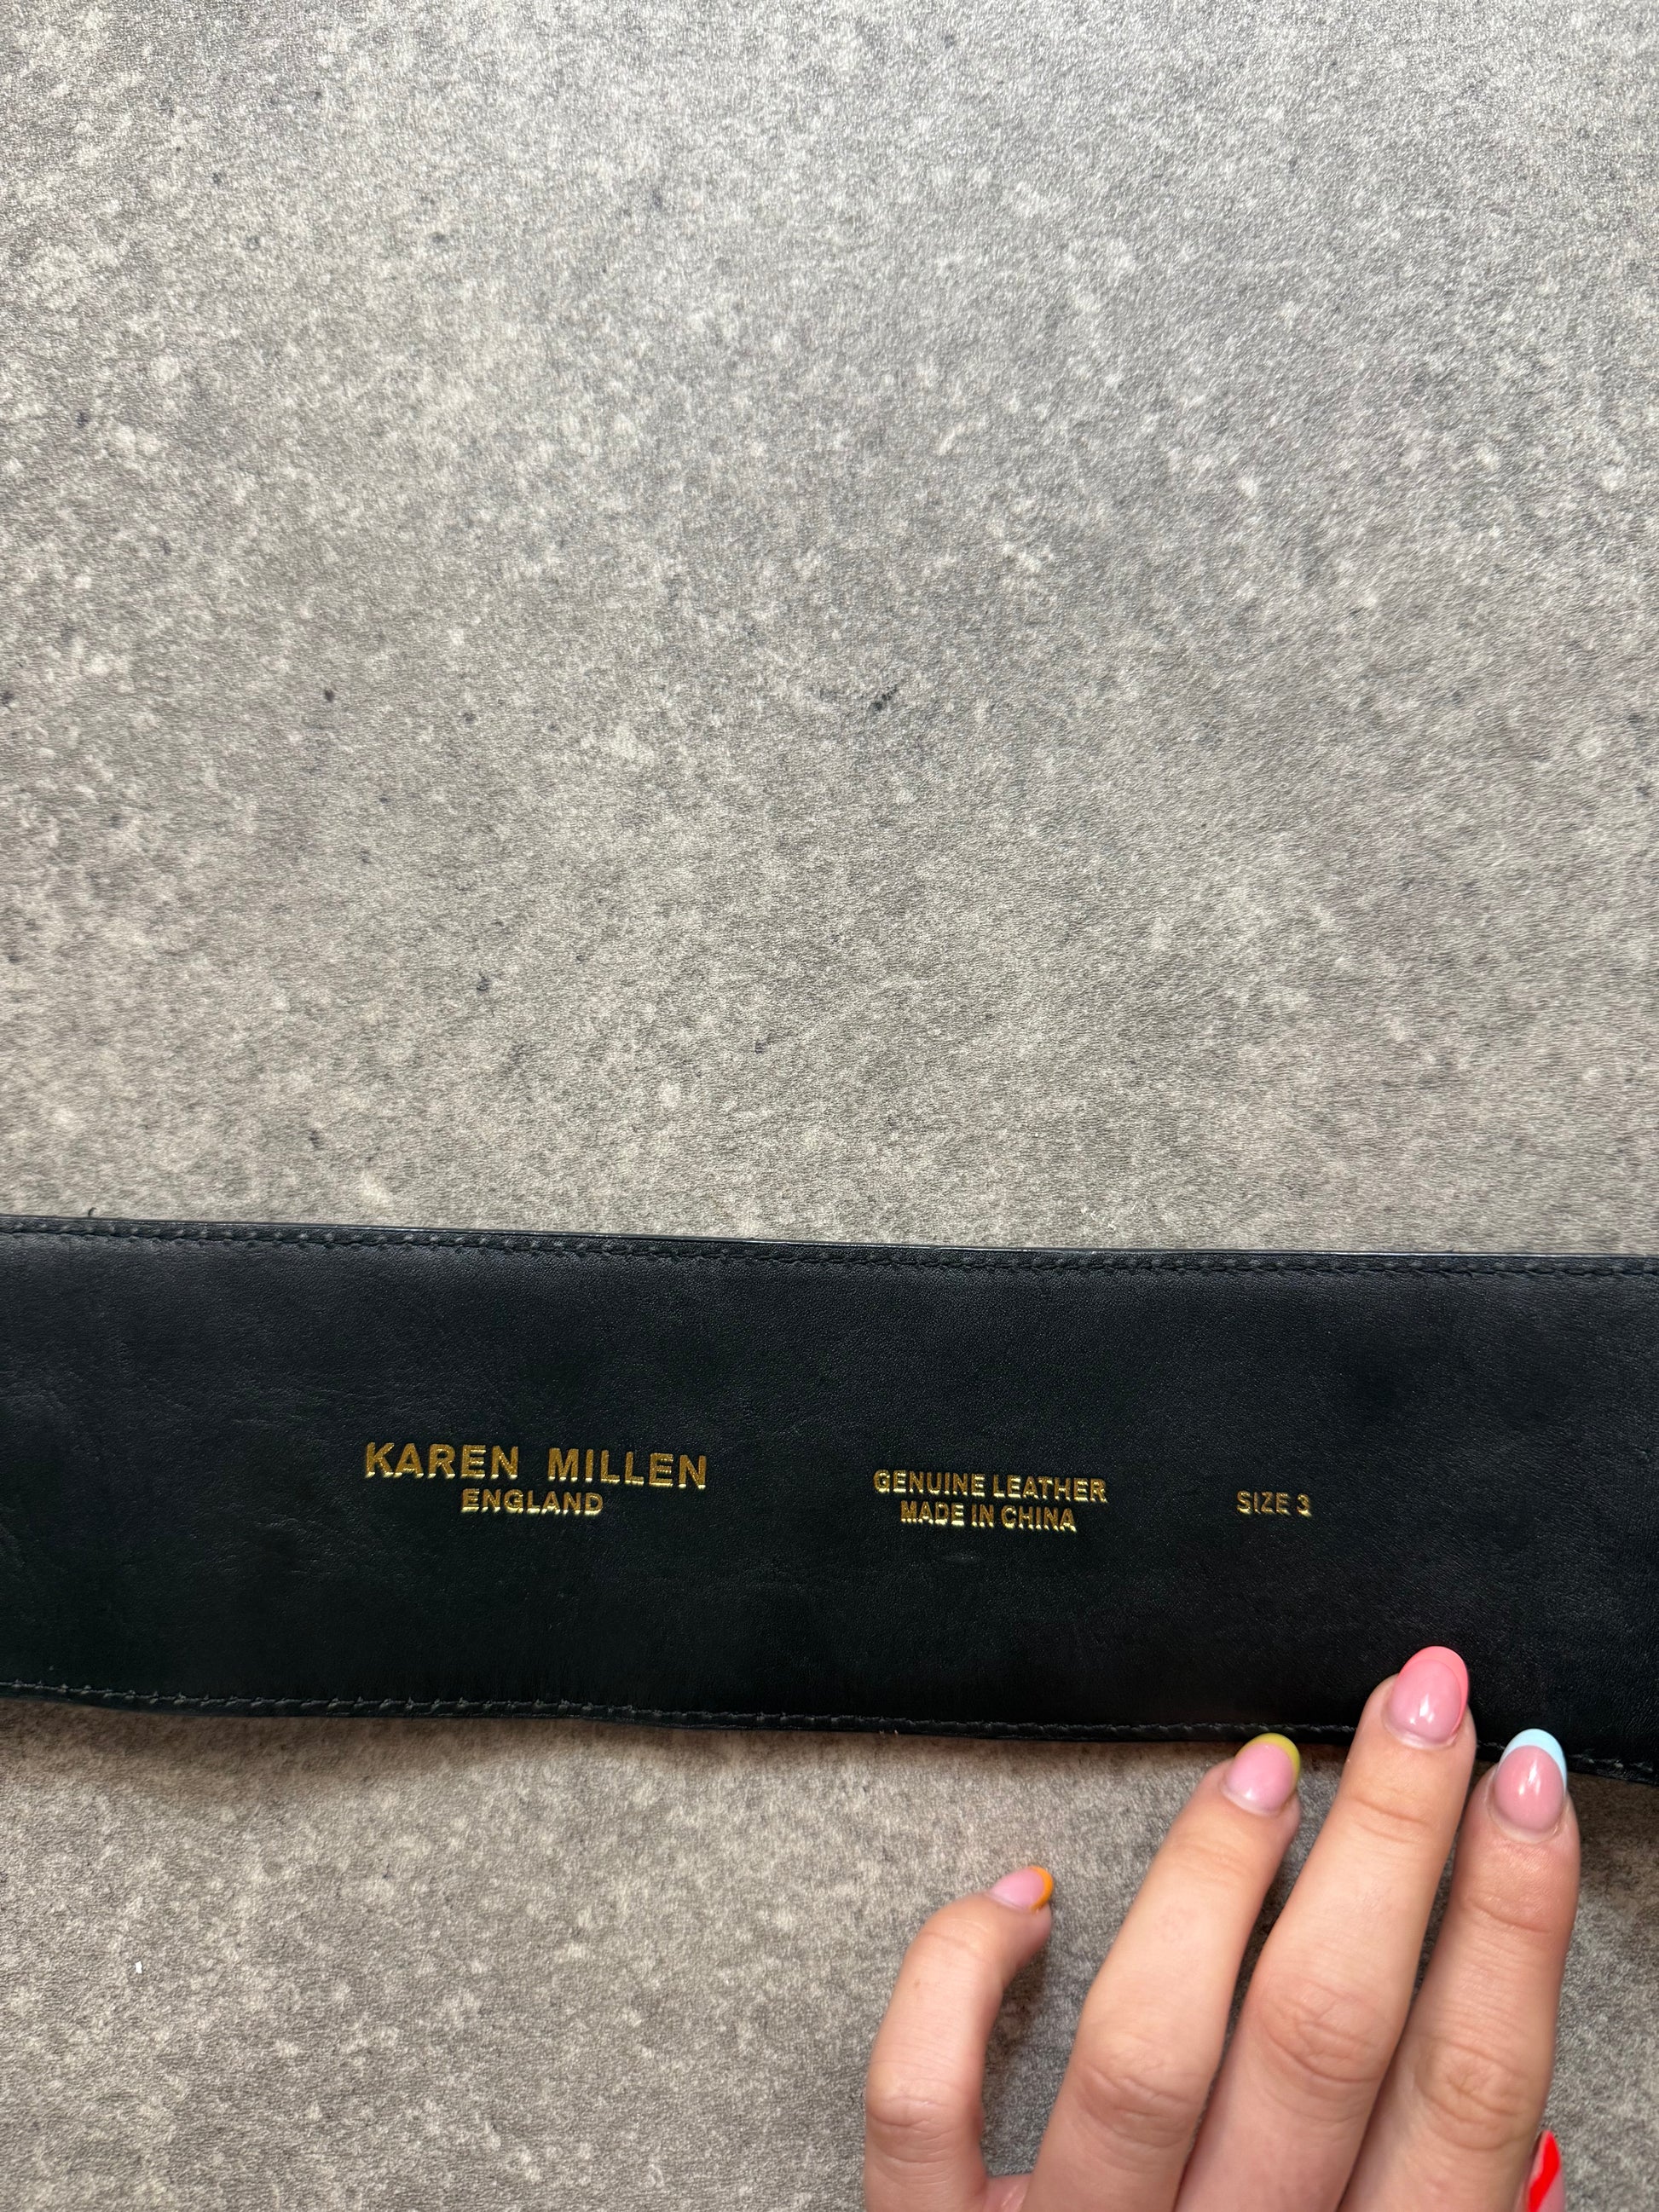 KAREN MILLEN
ENGLAND
GENUINE LEATHER
MADE IN CHINA
SIZE 3